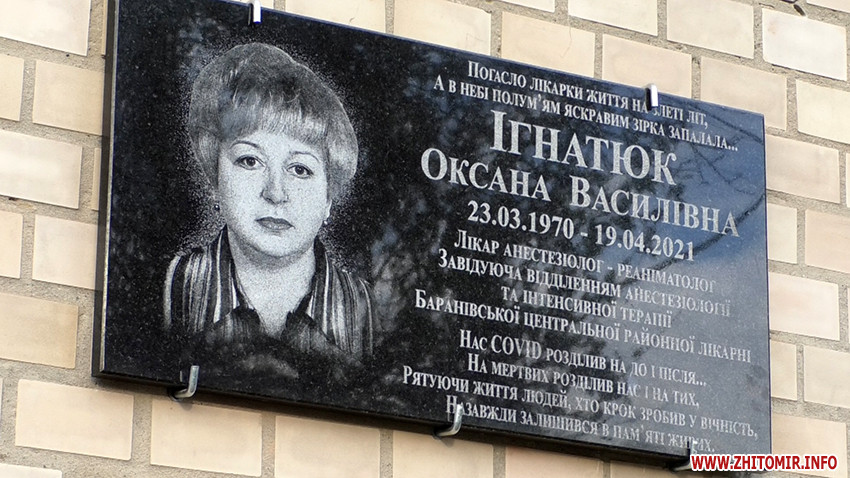 Погасло лікарки життя на злеті літ,
А в небі полум'ям яскравим зірка запалала...
Ігнатюк
Оксана Василівна
23.03.1970 - 19.04.2021
Лікар анестезіолог - реаніматолог
Завідуюча відділенням анестезіології
та інтенсивної терапії
Баранівської центральної районної лікарні
Нас COVID розділив на до і після...
На мертвих розділив нас і на тих,
Рятуючи життя людей, хто крок зробив у вічність,
Назавжди залишився в пам'яті живих.
WWW.ZHITOMIR.INFO